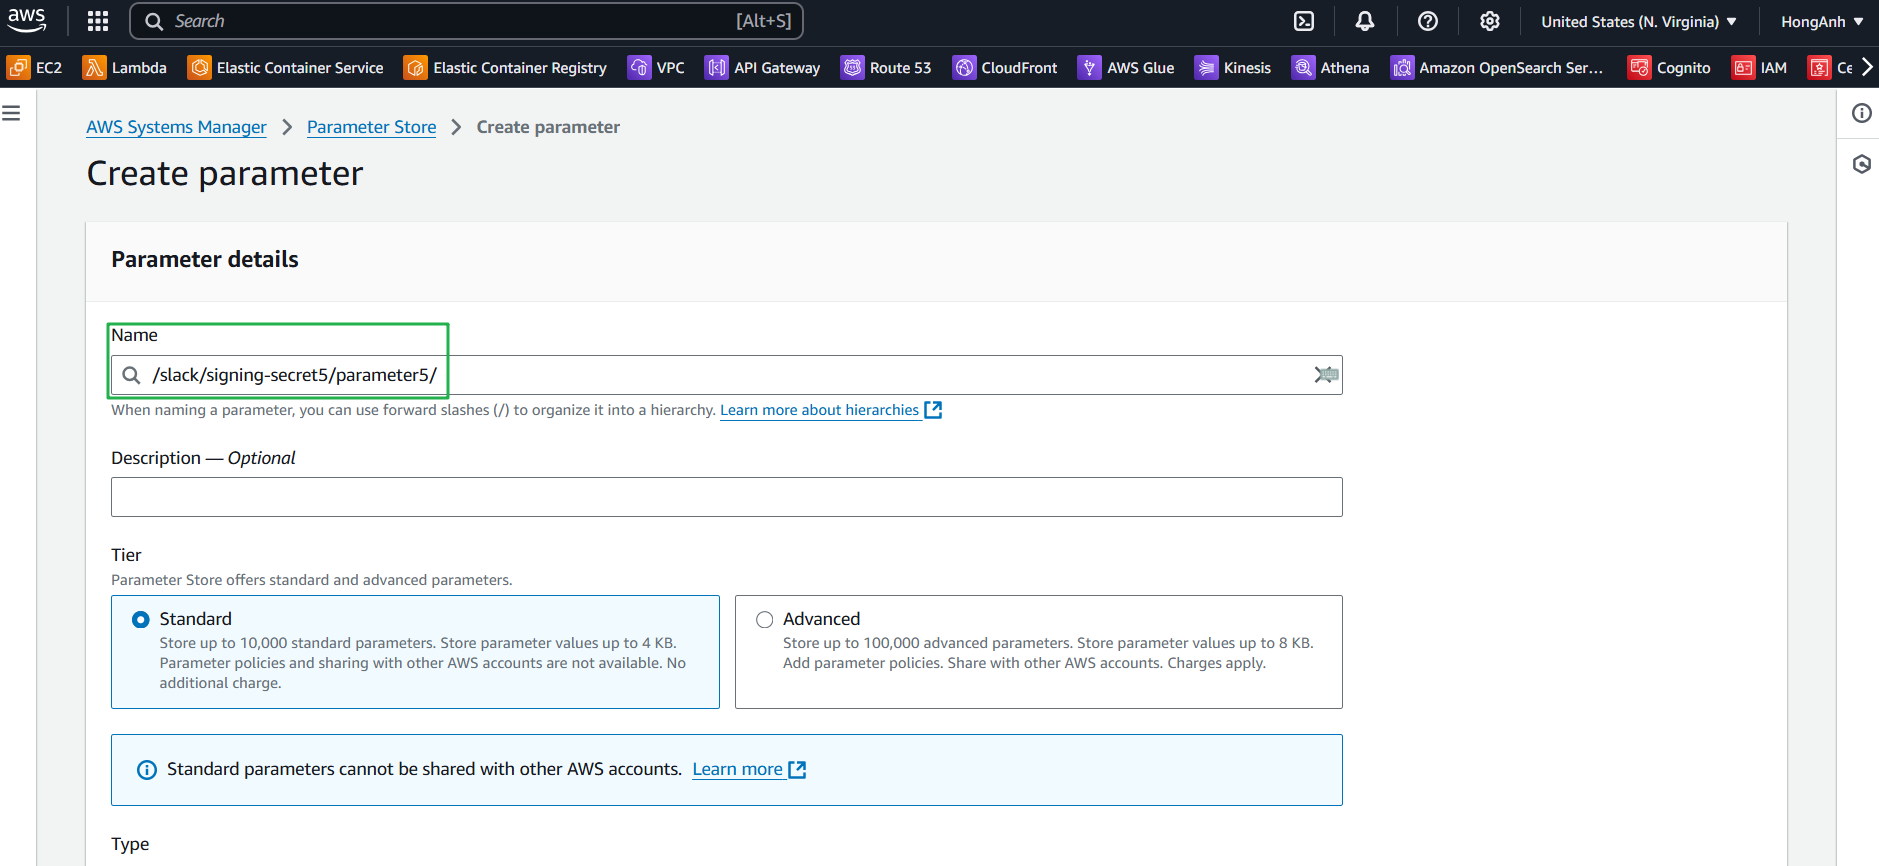 aws
Search [Alt+S]
United States (N. Virginia) HongAnh
EC2 Lambda Elastic Container Service Elastic Container Registry VPC API Gateway Route 53 CloudFront AWS Glue Kinesis Athena Amazon OpenSearch Ser... Cognito IAM Ce
AWS Systems Manager Parameter Store Create parameter
Create parameter
Parameter details
Name
/slack/signing-secret5/parameter5/
When naming a parameter, you can use forward slashes (/) to organize it into a hierarchy. Learn more about hierarchies
Description — Optional
Tier
Parameter Store offers standard and advanced parameters.
Standard
Store up to 10,000 standard parameters. Store parameter values up to 4 KB.
Parameter policies and sharing with other AWS accounts are not available. No
additional charge.
Advanced
Store up to 100,000 advanced parameters. Store parameter values up to 8 KB.
Add parameter policies. Share with other AWS accounts. Charges apply.
Standard parameters cannot be shared with other AWS accounts. Learn more
Type